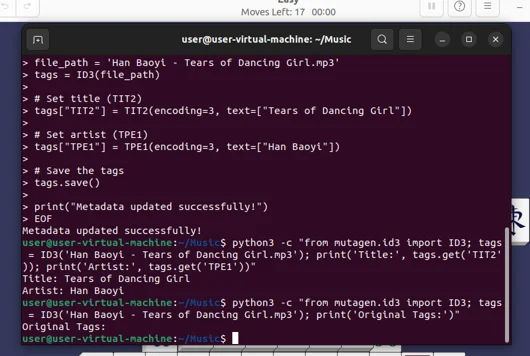 Easy
Moves Left: 17 00:00
user@user-virtual-machine: ~/Music
> file_path = 'Han Baoyi - Tears of Dancing Girl.mp3'
> tags = ID3(file_path)
>
> # Set title (TIT2)
> tags["TIT2"] = TIT2(encoding=3, text=["Tears of Dancing Girl"])
>
> # Set artist (TPE1)
> tags["TPE1"] = TPE1(encoding=3, text=["Han Baoyi"])
>
> # Save the tags
> tags.save()
>
> print("Metadata updated successfully!")
> EOF
Metadata updated successfully!
user@user-virtual-machine:~/Music$ python3 -c "from mutagen.id3 import ID3; tags
 = ID3('Han Baoyi - Tears of Dancing Girl.mp3'); print('Title:', tags.get('TIT2'
)); print('Artist:', tags.get('TPE1'))"
Title: Tears of Dancing Girl
Artist: Han Baoyi
user@user-virtual-machine:~/Music$ python3 -c "from mutagen.id3 import ID3; tags
 = ID3('Han Baoyi - Tears of Dancing Girl.mp3'); print('Original Tags:')"
Original Tags:
user@user-virtual-machine:~/Music$